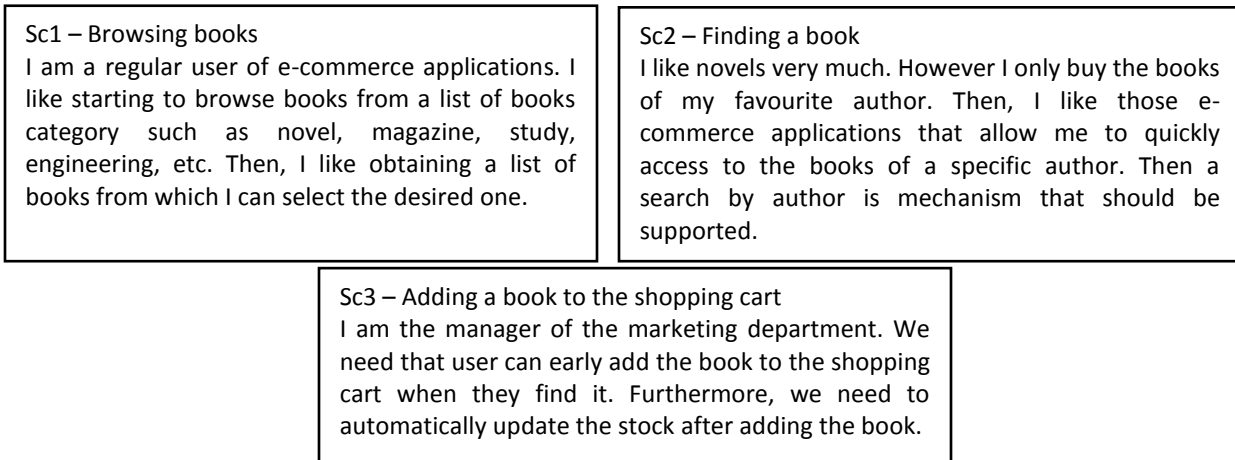 Sc1 – Browsing books
I am a regular user of e-commerce applications. I
like starting to browse books from a list of books
category such as novel, magazine, study,
engineering, etc. Then, I like obtaining a list of
books from which I can select the desired one.
Sc2 – Finding a book
I like novels very much. However I only buy the books
of my favourite author. Then, I like those e-
commerce applications that allow me to quickly
access to the books of a specific author. Then a
search by author is mechanism that should be
supported.
Sc3 – Adding a book to the shopping cart
I am the manager of the marketing department. We
need that user can early add the book to the shopping
cart when they find it. Furthermore, we need to
automatically update the stock after adding the book.